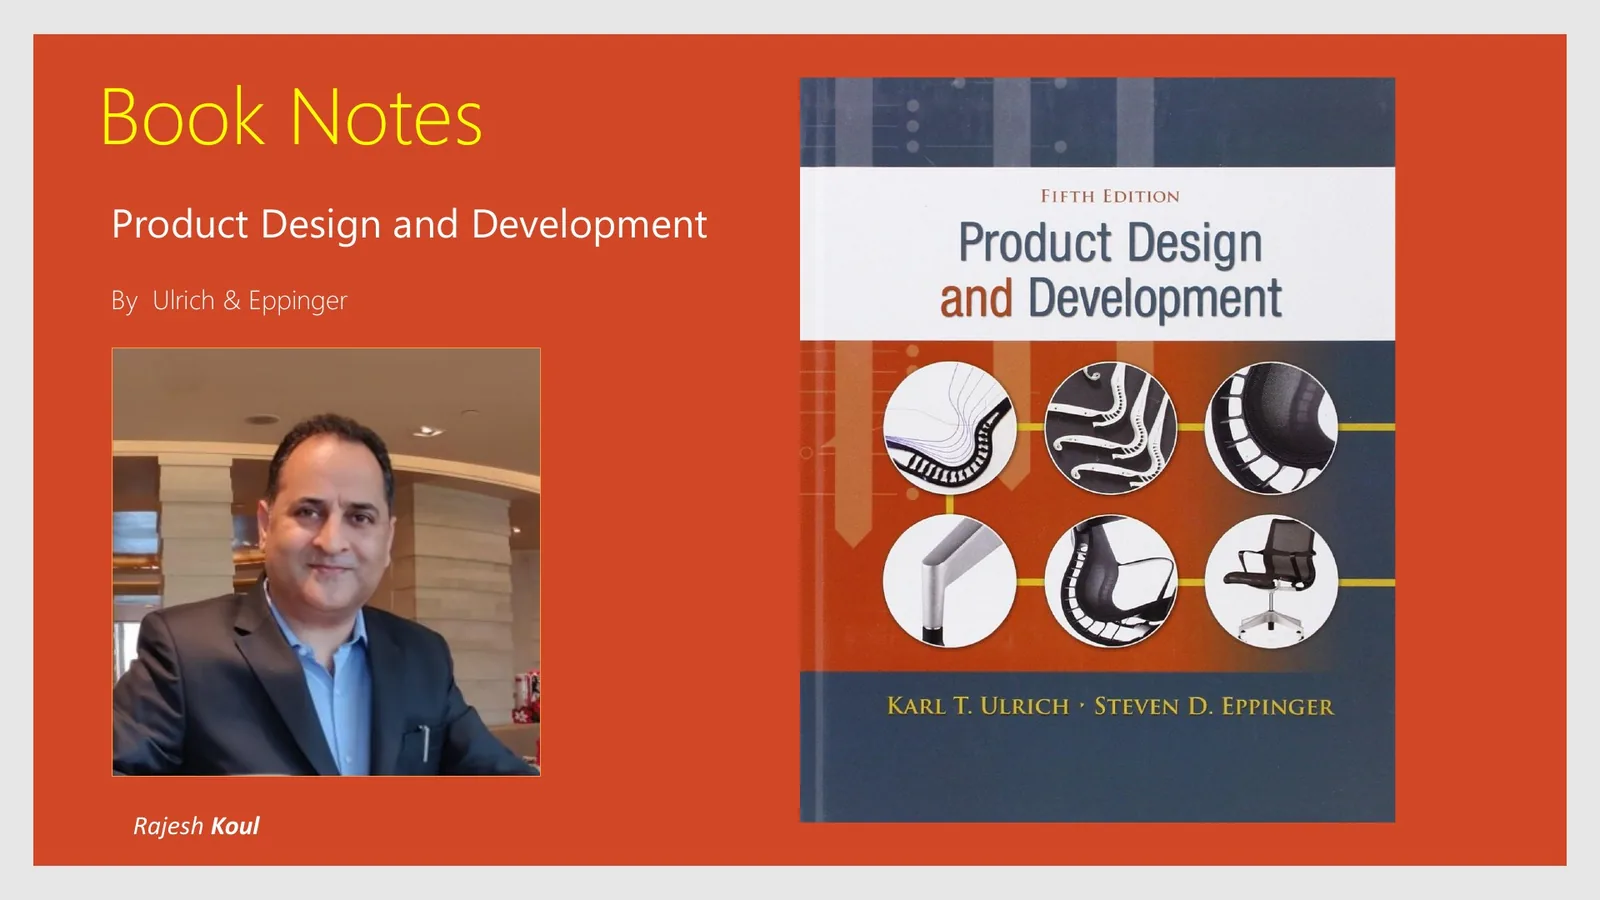 Book Notes
Product Design and Development
By Ulrich & Eppinger
Rajesh Koul
FIFTH EDITION
Product Design
and Development
KARL T. ULRICH · STEVEN D. EPPINGER